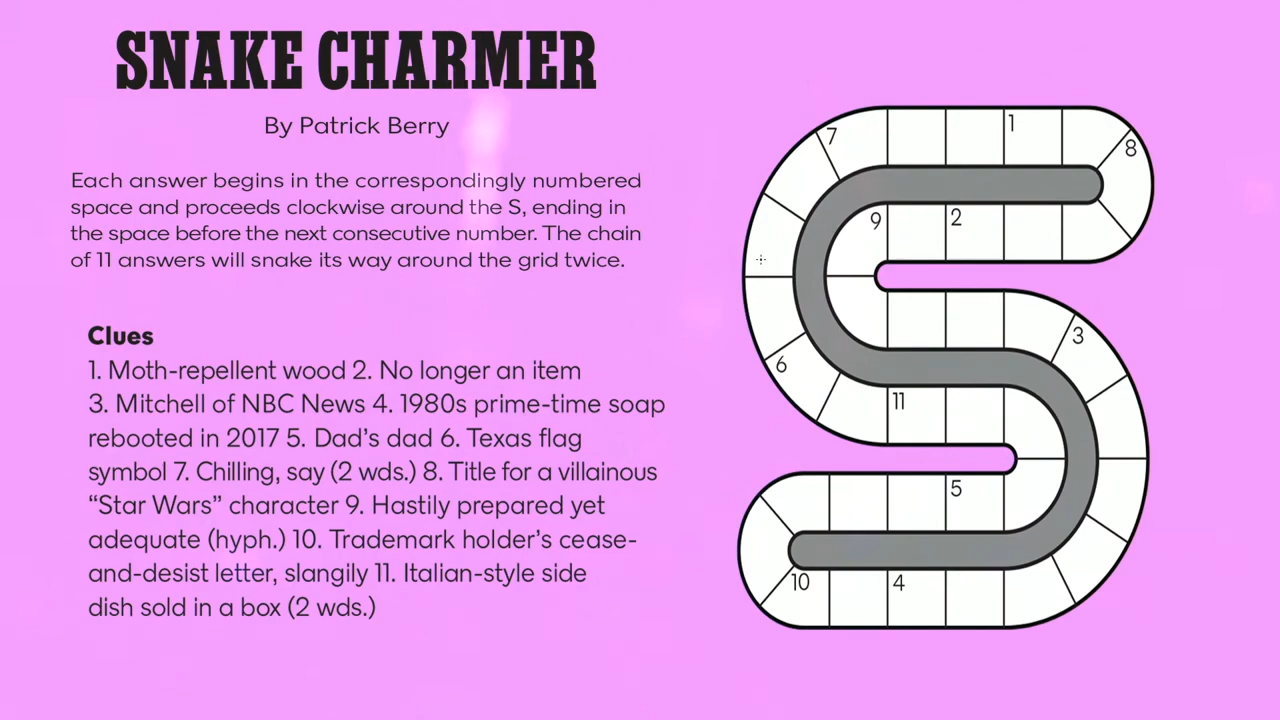 SNAKE CHARMER
By Patrick Berry
Each answer begins in the correspondingly numbered
space and proceeds clockwise around the S, ending in
the space before the next consecutive number. The chain
of 11 answers will snake its way around the grid twice.
Clues
1. Moth-repellent wood 2. No longer an item
3. Mitchell of NBC News 4. 1980s prime-time soap
rebooted in 2017 5. Dad's dad 6. Texas flag
symbol 7. Chilling, say (2 wds.) 8. Title for a villainous
“Star Wars” character 9. Hastily prepared yet
adequate (hyph.) 10. Trademark holder's cease-
and-desist letter, slangily 11. Italian-style side
dish sold in a box (2 wds.)
7 1 8
9 2
3
6
11
5
10 4